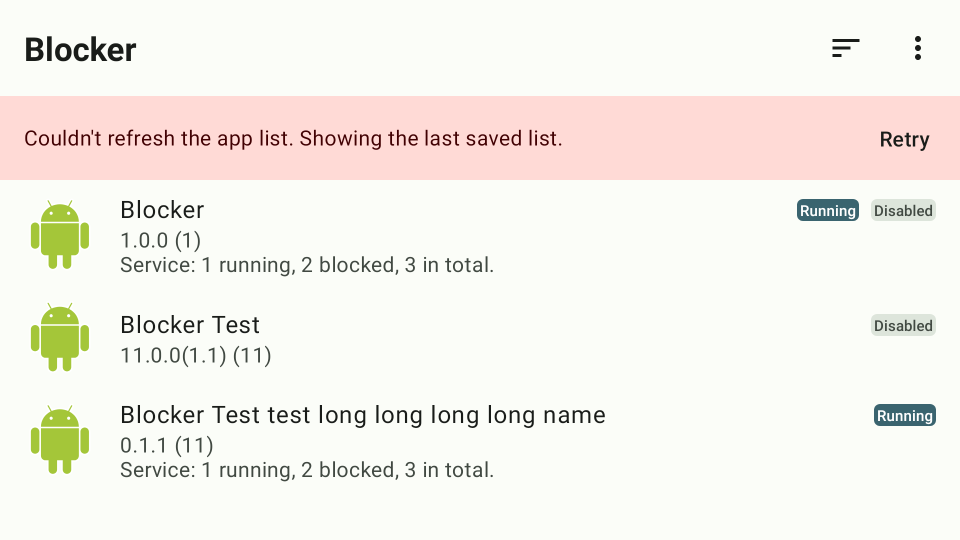 Blocker
Couldn't refresh the app list. Showing the last saved list.
Retry
Blocker
Running
Disabled
1.0.0 (1)
Service: 1 running, 2 blocked, 3 in total.
Blocker Test
Disabled
11.0.0(1.1) (11)
Blocker Test test long long long long name
Running
0.1.1 (11)
Service: 1 running, 2 blocked, 3 in total.